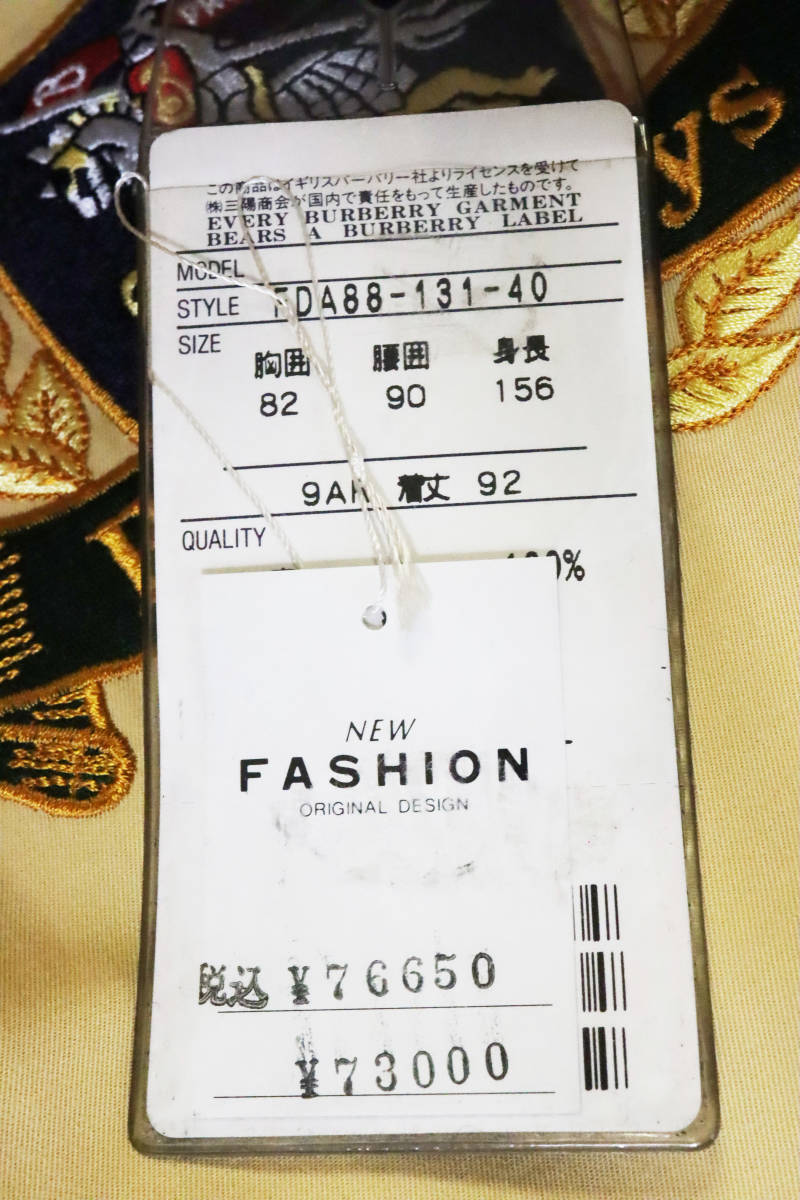 B
ys
この商品はイギリスバーバリー社よりライセンスを受けて
㈱三陽商会が国内で責任をもって生産したものです。
EVERY BURBERRY GARMENT
BEARS A BURBERRY LABEL
MODEL
STYLE FDA88-131-40
SIZE
胸囲 腰囲 身長
82 90 156
9AR 着丈 92
QUALITY
100%
NEW
FASHION
ORIGINAL DESIGN
税込 ¥76650
¥73000